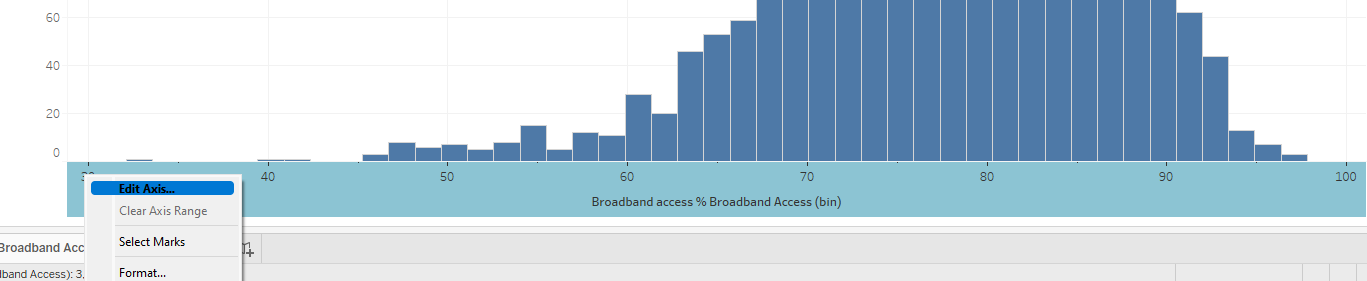 60
40
20
0
40 50 60 70 80 90 100
Edit Axis...
Clear Axis Range
Broadband access % Broadband Access (bin)
Select Marks
Broadband Acc
Format...
lband Access): 3,